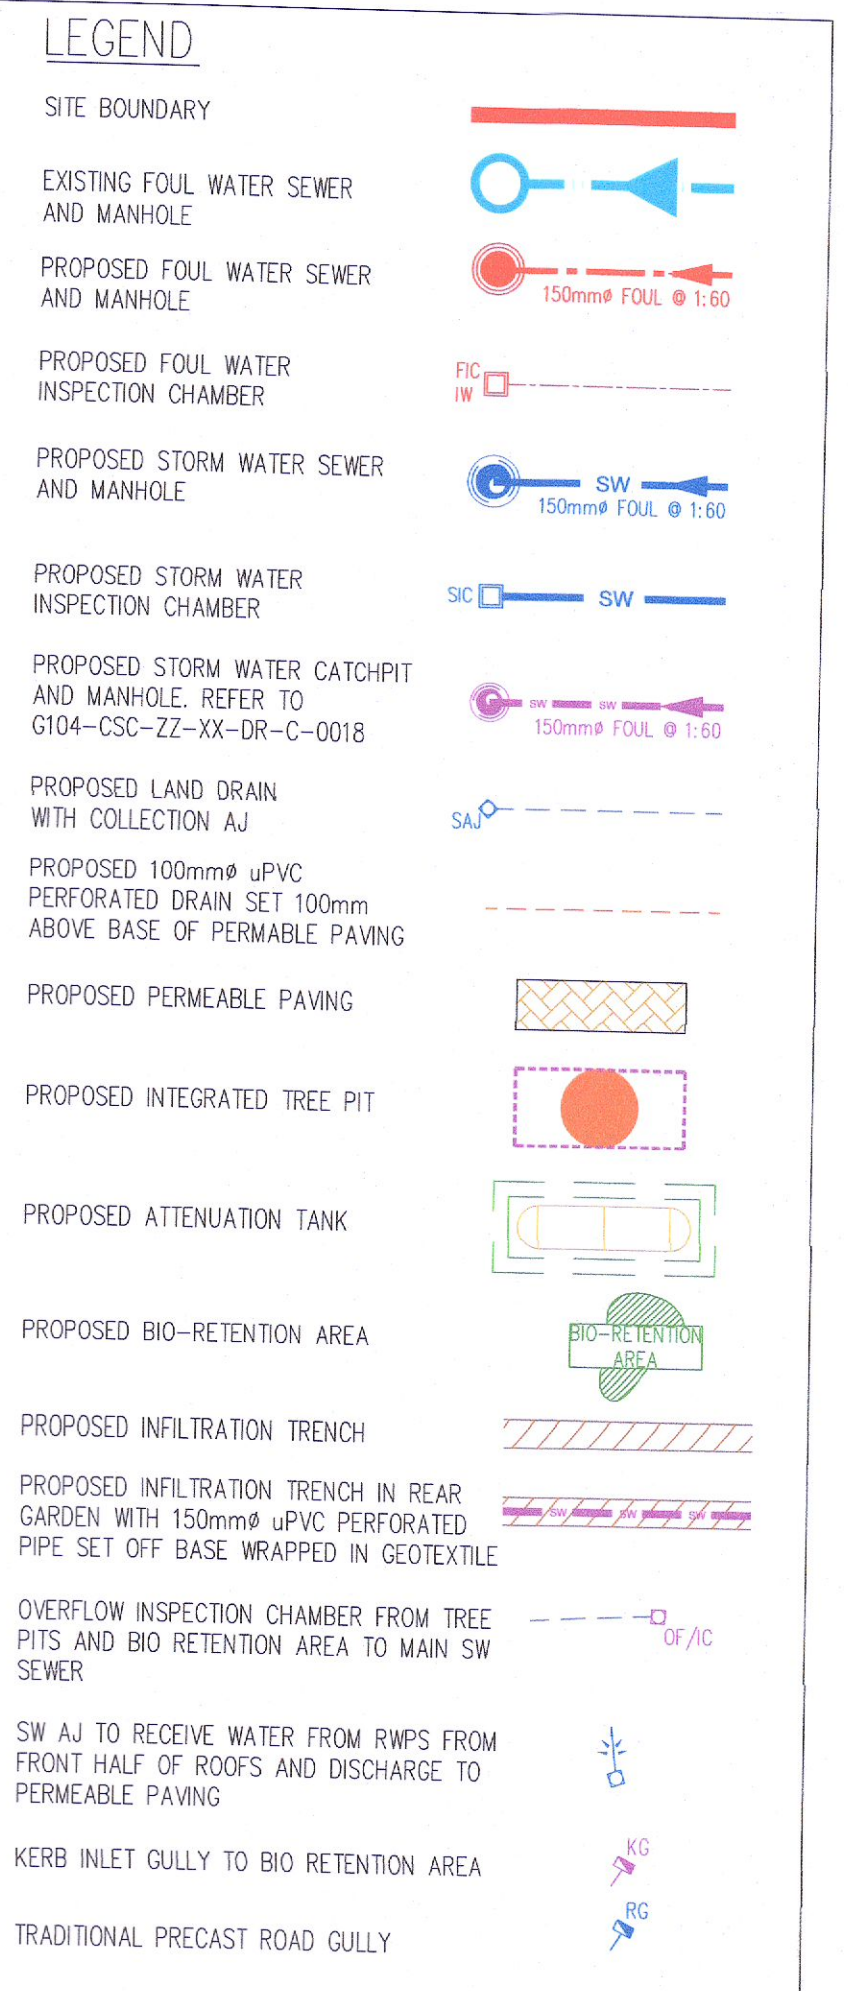 LEGEND
SITE BOUNDARY
EXISTING FOUL WATER SEWER
AND MANHOLE
PROPOSED FOUL WATER SEWER
AND MANHOLE
150mmø FOUL @ 1:60
PROPOSED FOUL WATER
INSPECTION CHAMBER
FIC
IW
PROPOSED STORM WATER SEWER
AND MANHOLE
SW
150mmø FOUL @ 1:60
PROPOSED STORM WATER
INSPECTION CHAMBER
SIC
SW
PROPOSED STORM WATER CATCHPIT
AND MANHOLE. REFER TO
G104-CSC-ZZ-XX-DR-C-0018
SW SW
150mmø FOUL @ 1:60
PROPOSED LAND DRAIN
WITH COLLECTION AJ
SAJ
PROPOSED 100mmø uPVC
PERFORATED DRAIN SET 100mm
ABOVE BASE OF PERMABLE PAVING
PROPOSED PERMEABLE PAVING
PROPOSED INTEGRATED TREE PIT
PROPOSED ATTENUATION TANK
PROPOSED BIO-RETENTION AREA
BIO-RETENTION
AREA
PROPOSED INFILTRATION TRENCH
PROPOSED INFILTRATION TRENCH IN REAR
GARDEN WITH 150mmø uPVC PERFORATED
PIPE SET OFF BASE WRAPPED IN GEOTEXTILE
SW SW SW
OVERFLOW INSPECTION CHAMBER FROM TREE
PITS AND BIO RETENTION AREA TO MAIN SW
SEWER
OF/IC
SW AJ TO RECEIVE WATER FROM RWPS FROM
FRONT HALF OF ROOFS AND DISCHARGE TO
PERMEABLE PAVING
KERB INLET GULLY TO BIO RETENTION AREA
KG
TRADITIONAL PRECAST ROAD GULLY
RG